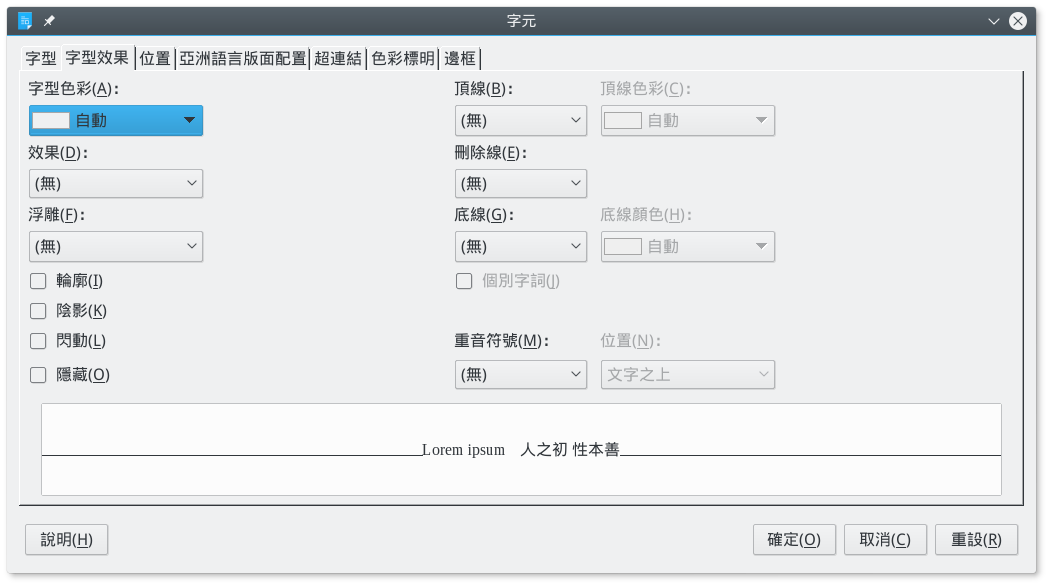 字元
字型 字型效果 位置 亞洲語言版面配置 超連結 色彩標明 邊框
字型色彩(A): 頂線(B): 頂線色彩(C):
自動 (無) 自動
效果(D): 刪除線(E):
(無) (無)
浮雕(F): 底線(G): 底線顏色(H):
(無) (無) 自動
輪廓(I) 個別字詞(J)
陰影(K)
閃動(L) 重音符號(M): 位置(N):
隱藏(O) (無) 文字之上
Lorem ipsum 人之初 性本善
說明(H) 確定(O) 取消(C) 重設(R)